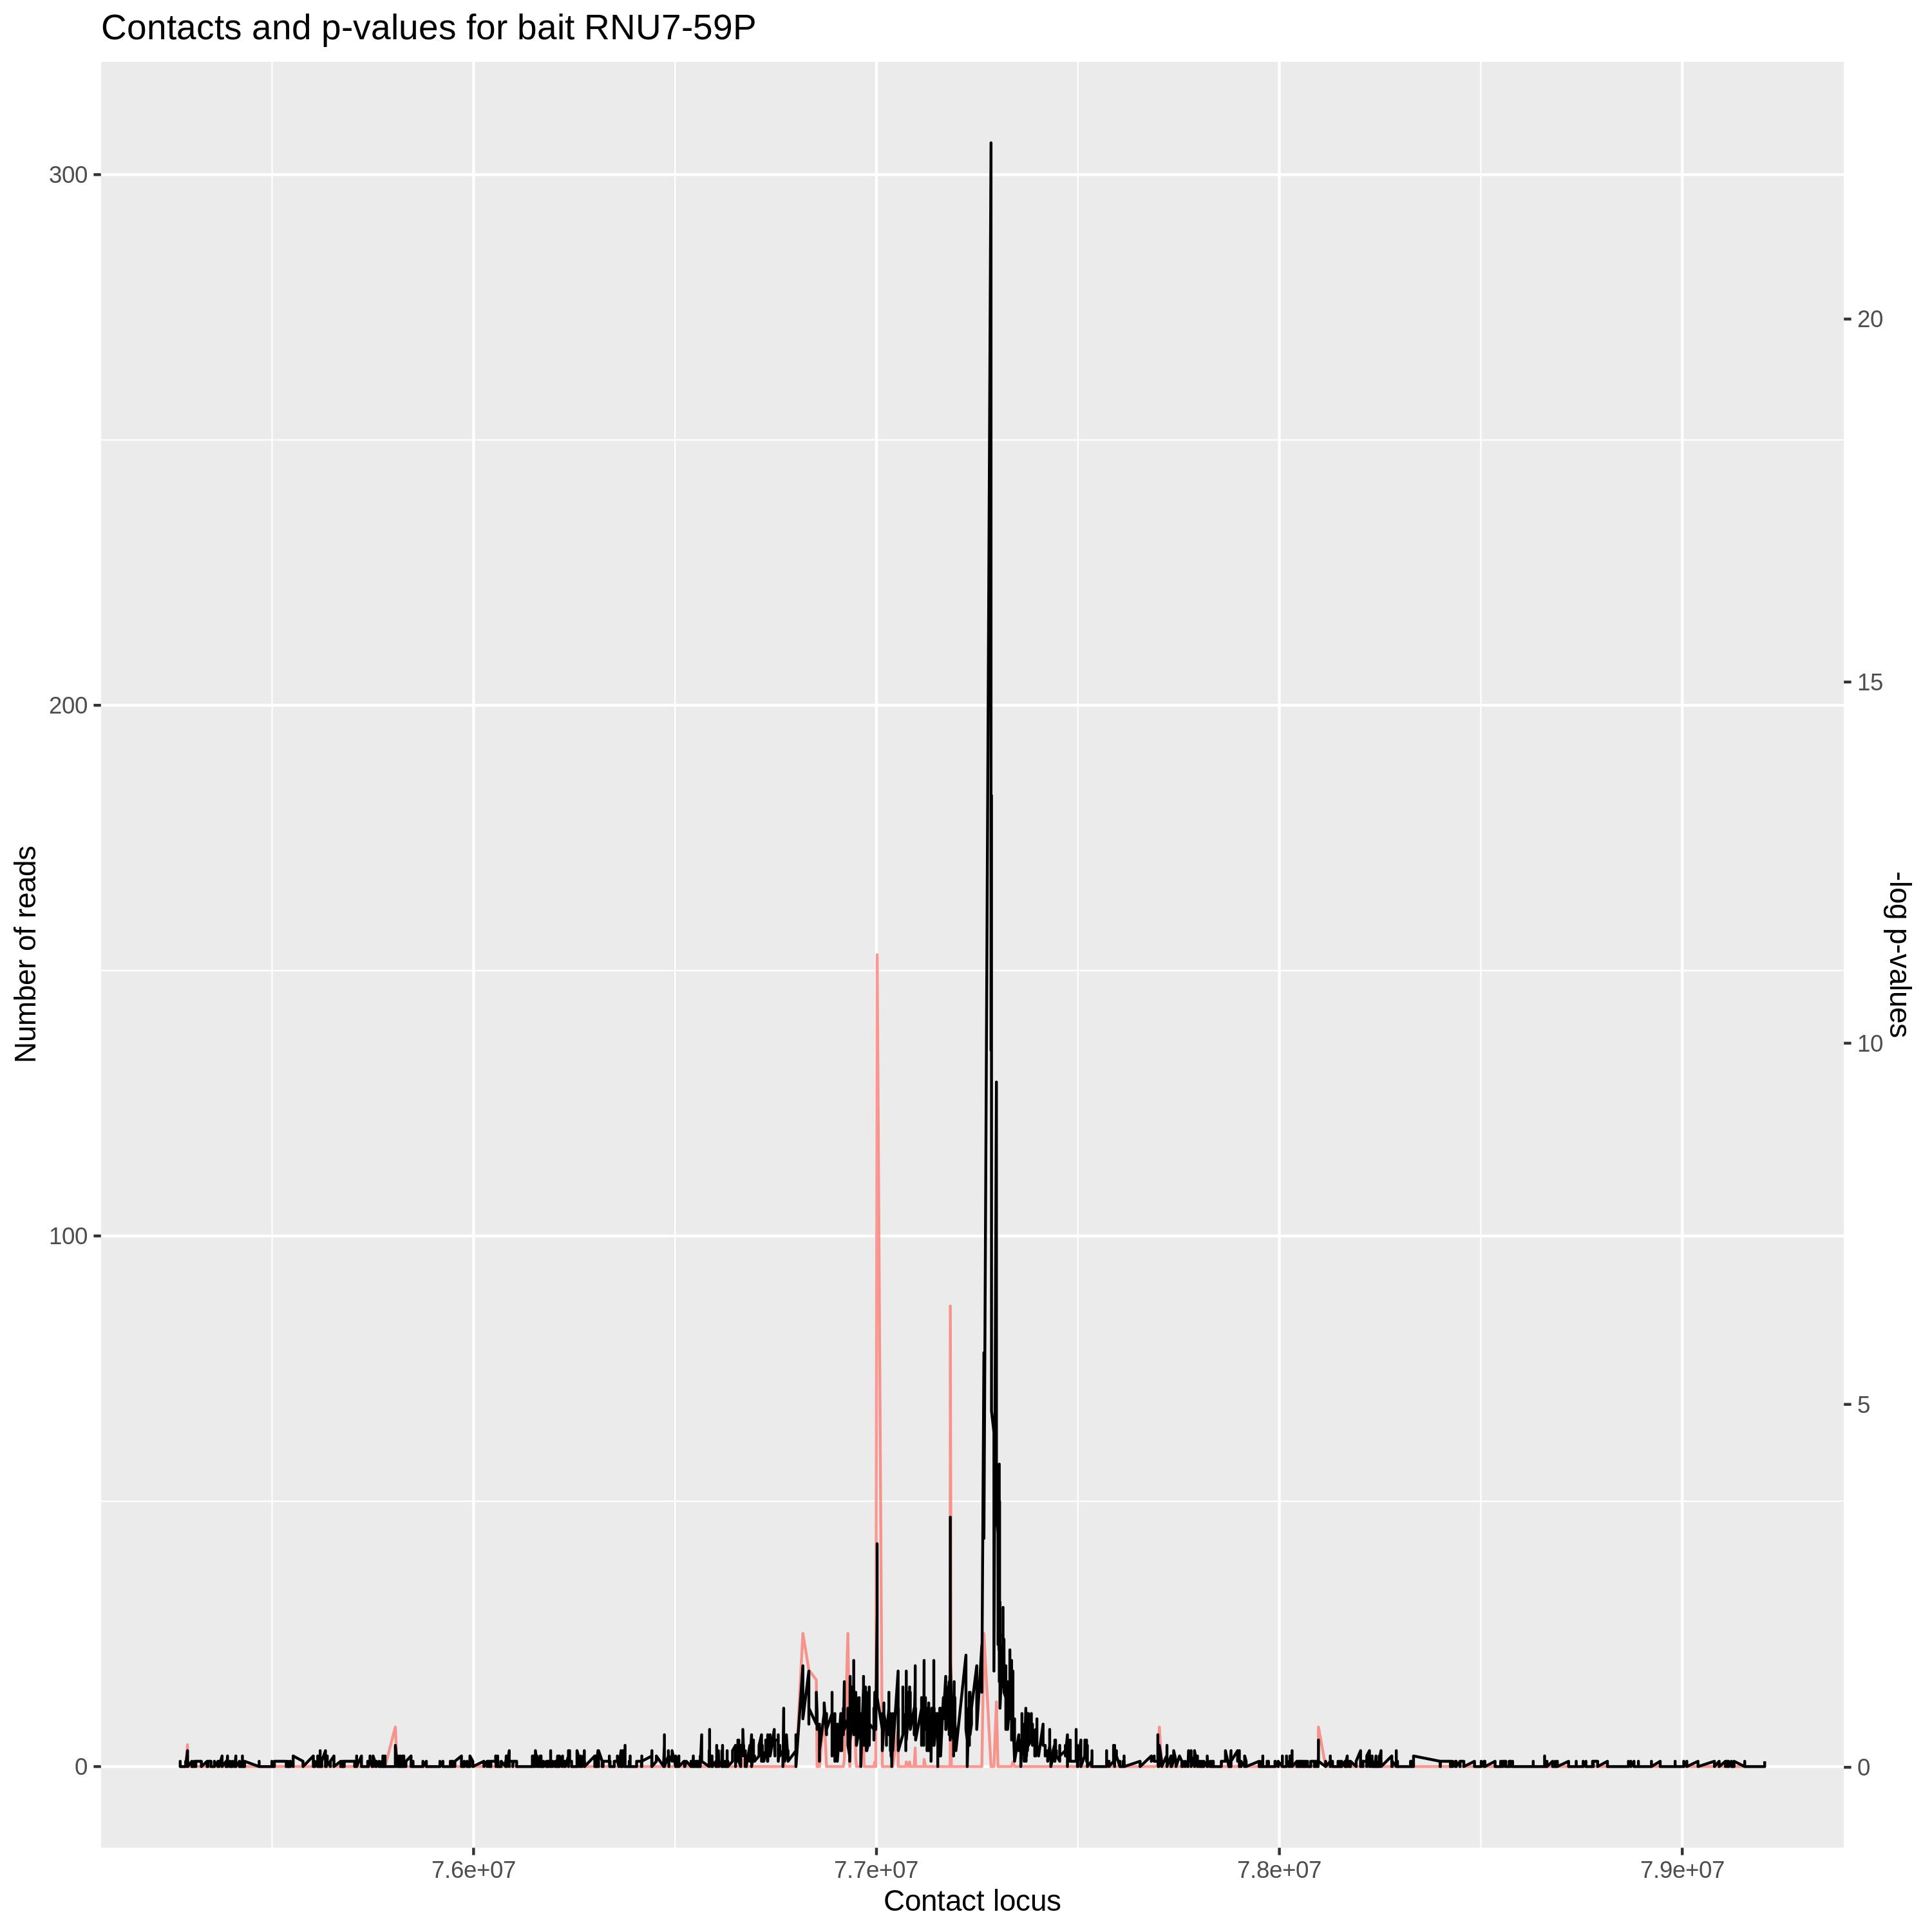 Contacts and p-values for bait RNU7-59P
300
200
100
0
Number of reads
20
15
10
5
0
-log p-values
7.6e+07
7.7e+07
7.8e+07
7.9e+07
Contact locus